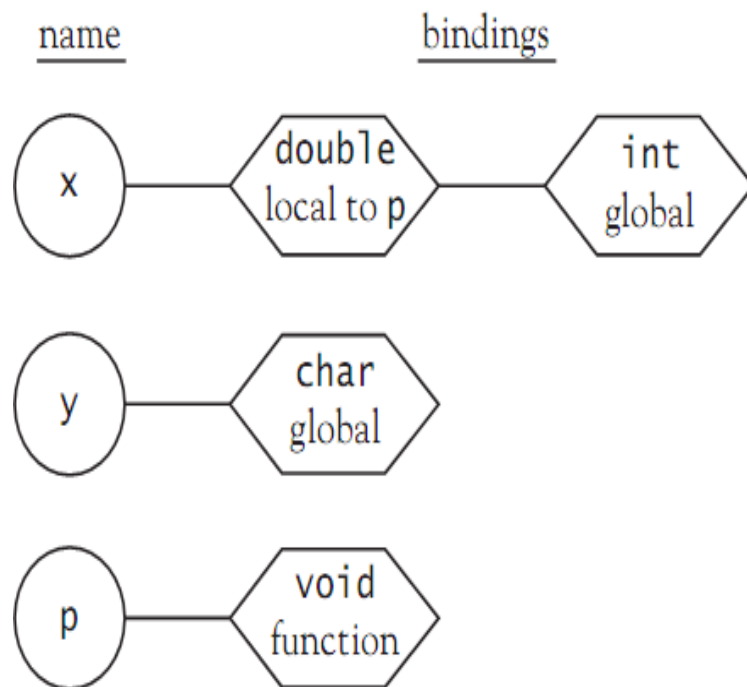 name bindings
x double int
local to p global
y char
global
p void
function